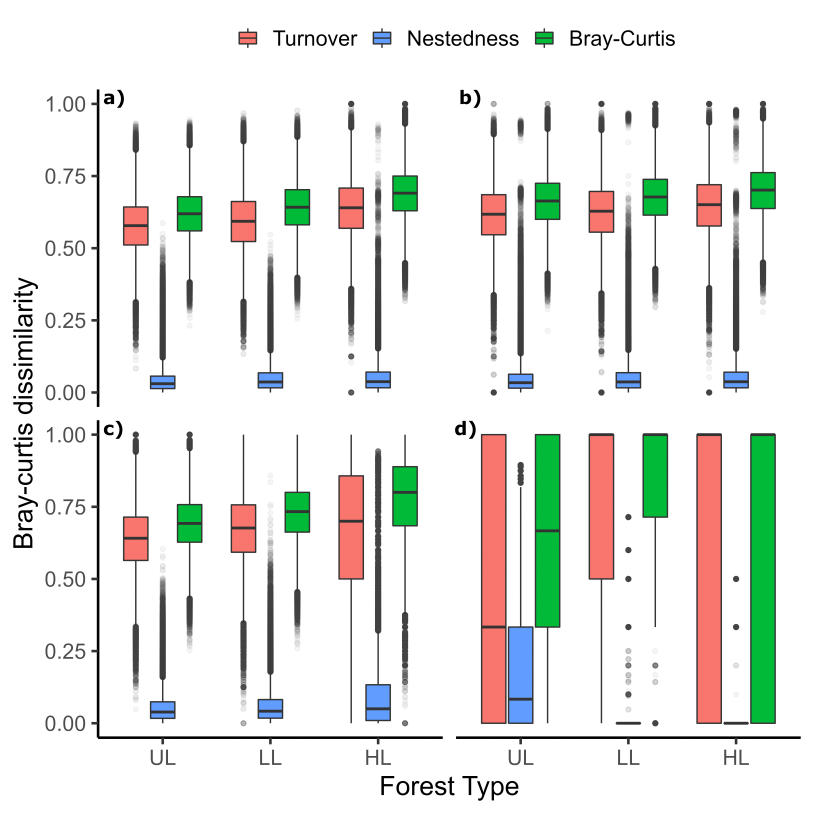 Turnover Nestedness Bray-Curtis
a) b)
1.00
0.75
0.50
0.25
0.00
c) d)
1.00
0.75
0.50
0.25
0.00
Bray-curtis dissimilarity
UL LL HL UL LL HL
Forest Type